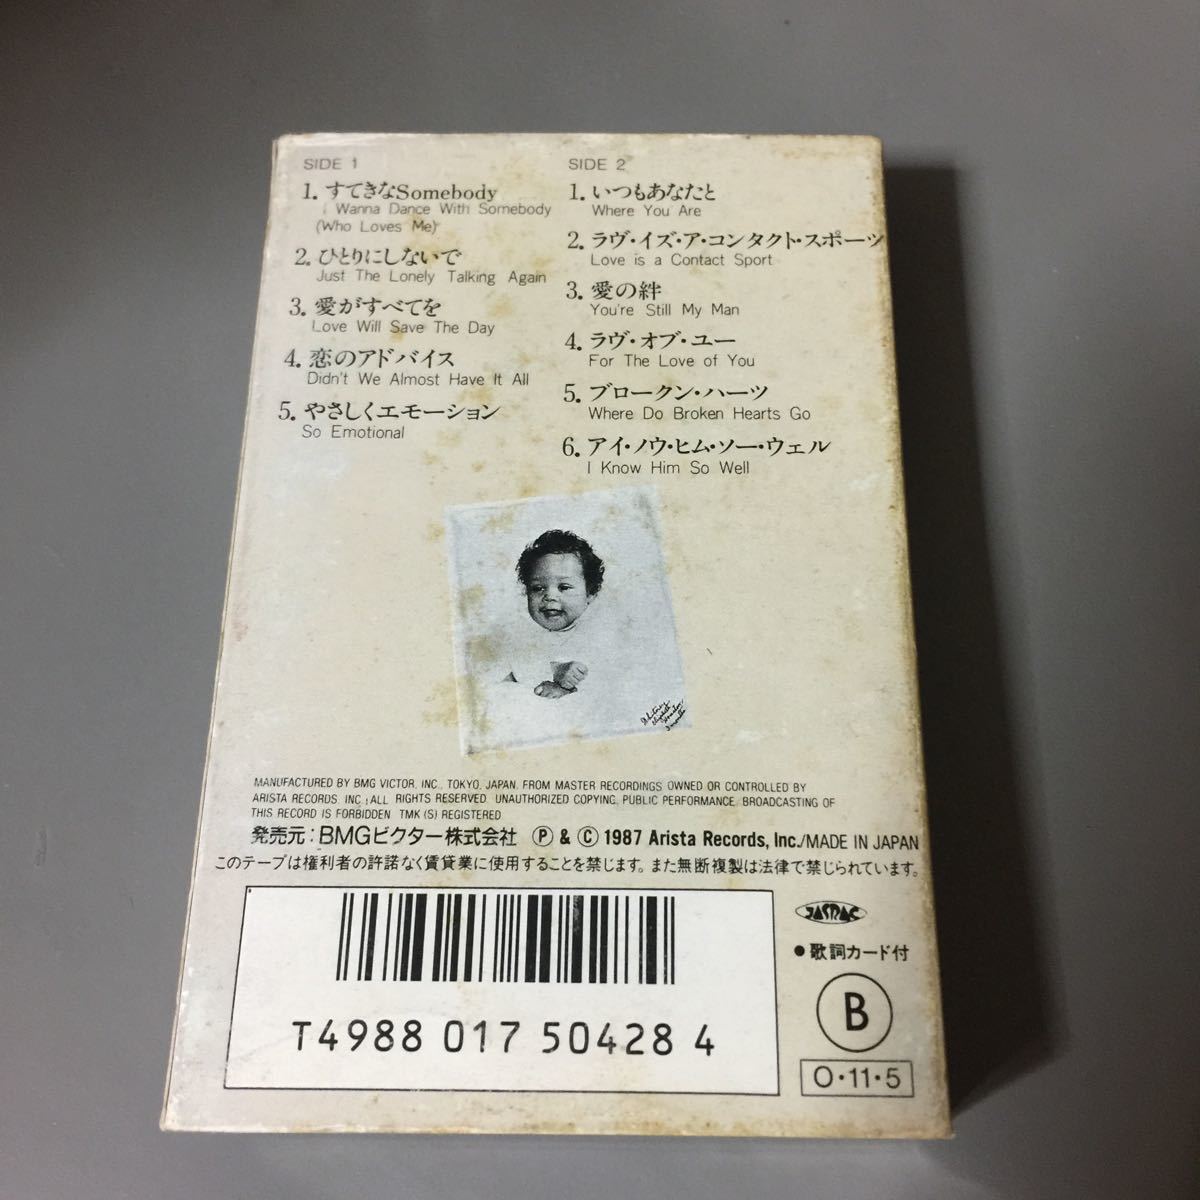 SIDE 1
1. すてきなSomebody
I Wanna Dance With Somebody
(Who Loves Me)
2. ひとりにしないで
Just The Lonely Talking Again
3. 愛がすべてを
Love Will Save The Day
4. 恋のアドバイス
Didn't We Almost Have It All
5. やさしくエモーション
So Emotional
SIDE 2
1. いつもあなたと
Where You Are
2. ラヴ・イズ・ア・コンタクト・スポーツ
Love is a Contact Sport
3. 愛の絆
You're Still My Man
4. ラヴ・オブ・ユー
For The Love of You
5. ブロークン・ハーツ
Where Do Broken Hearts Go
6. アイ・ノウ・ヒム・ソー・ウェル
I Know Him So Well
Whitney
Elizabeth
Houston
MANUFACTURED BY BMG VICTOR, INC., TOKYO, JAPAN. FROM MASTER RECORDINGS OWNED OR CONTROLLED BY
ARISTA RECORDS, INC.; ALL RIGHTS RESERVED. UNAUTHORIZED COPYING, PUBLIC PERFORMANCE, BROADCASTING OF
THIS RECORD IS FORBIDDEN TMK (S) REGISTERED
発売元:BMGビクター株式会社 Ⓟ & Ⓒ 1987 Arista Records, Inc./MADE IN JAPAN
このテープは権利者の許諾なく賃貸業に使用することを禁じます。また無断複製は法律で禁じられています。
T4988 017 50428 4
JASRAC
●歌詞カード付
B
O・11・5